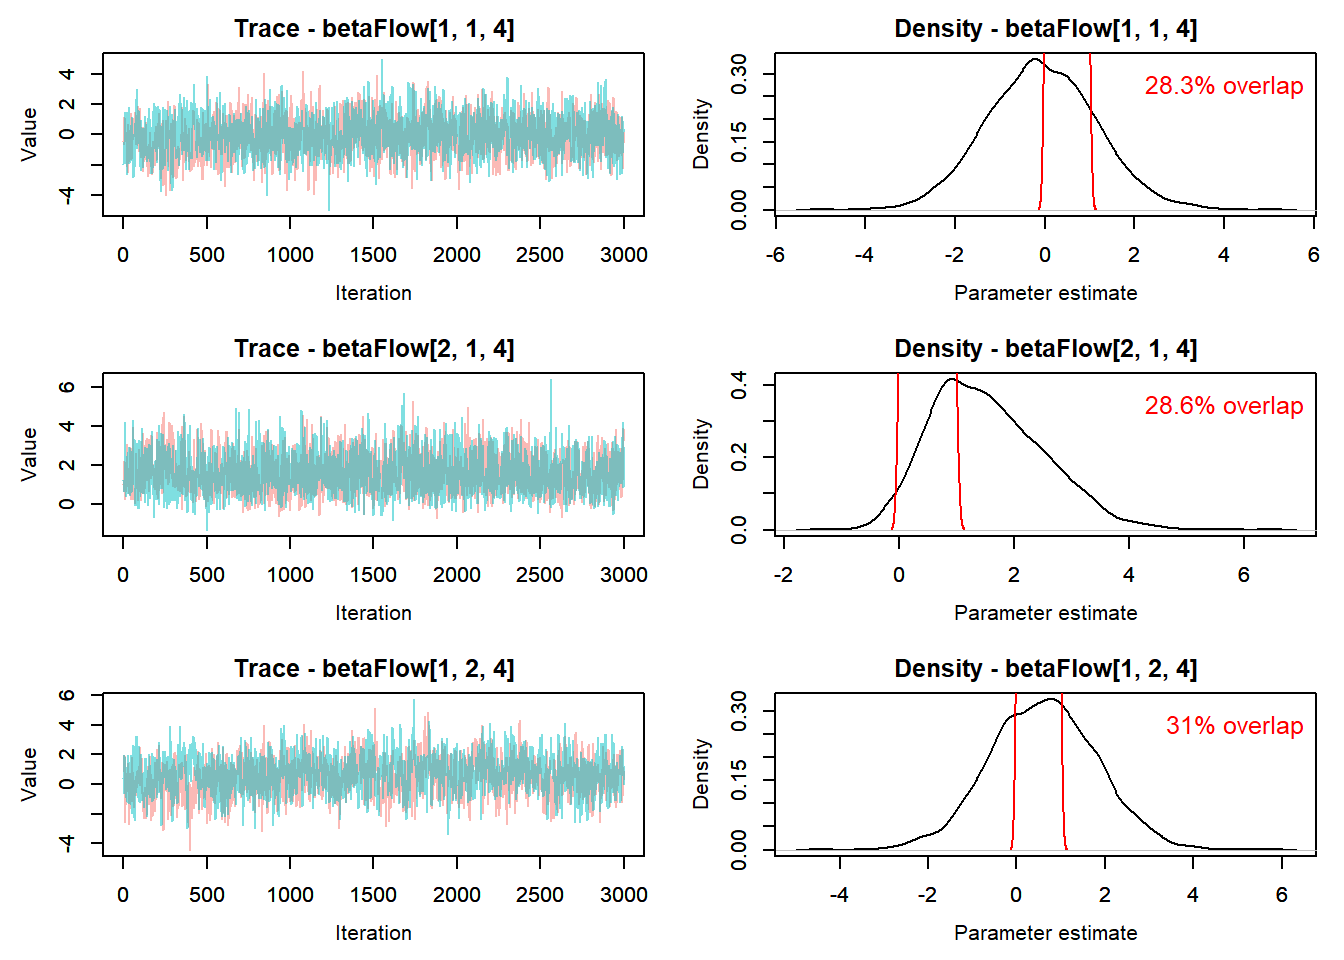 Trace - betaFlow[1, 1, 4]
Value
4
2
0
-4
0 500 1000 1500 2000 2500 3000
Iteration
Density - betaFlow[1, 1, 4]
Density
0.30
0.15
0.00
28.3% overlap
-6 -4 -2 0 2 4 6
Parameter estimate
Trace - betaFlow[2, 1, 4]
Value
6
4
2
0
0 500 1000 1500 2000 2500 3000
Iteration
Density - betaFlow[2, 1, 4]
Density
0.4
0.2
0.0
28.6% overlap
-2 0 2 4 6
Parameter estimate
Trace - betaFlow[1, 2, 4]
Value
6
4
2
0
-4
0 500 1000 1500 2000 2500 3000
Iteration
Density - betaFlow[1, 2, 4]
Density
0.30
0.15
0.00
31% overlap
-4 -2 0 2 4 6
Parameter estimate